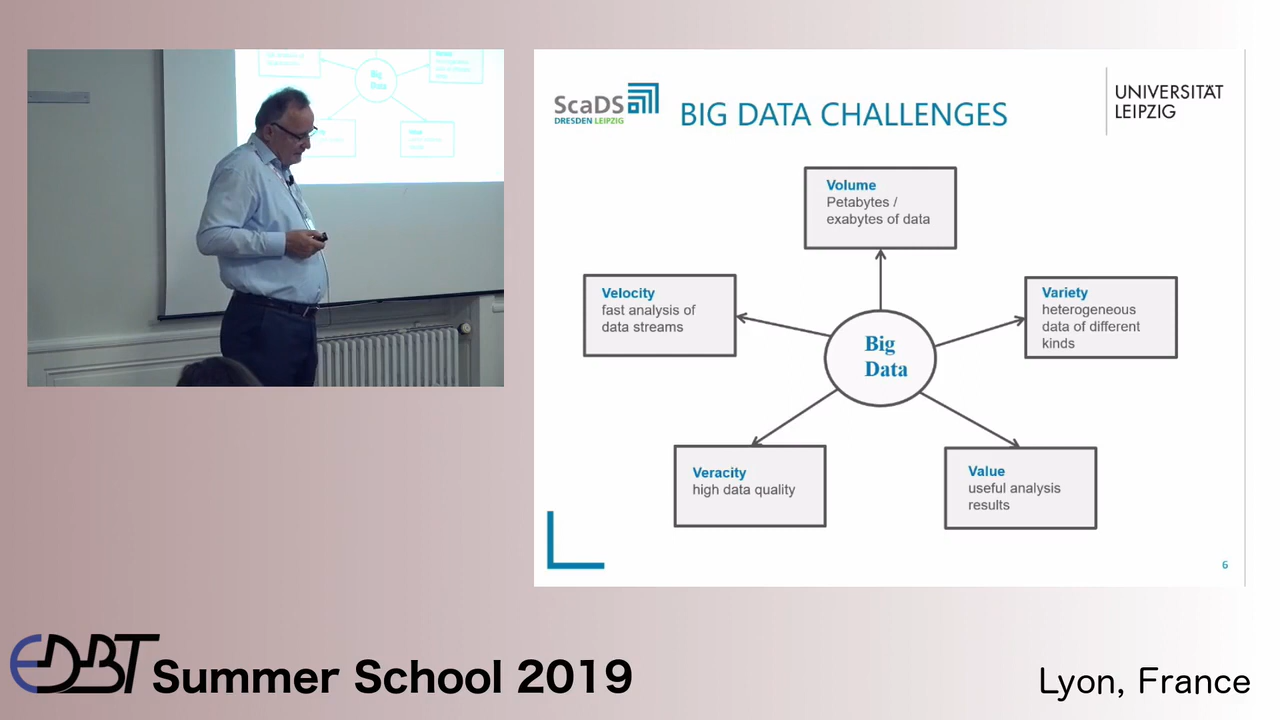 ScaDS
DRESDEN LEIPZIG
BIG DATA CHALLENGES
UNIVERSITÄT
LEIPZIG
Volume
Petabytes /
exabytes of data
Velocity
fast analysis of
data streams
Variety
heterogeneous
data of different
kinds
Big
Data
Veracity
high data quality
Value
useful analysis
results
6
Big
Data
EDBT Summer School 2019
Lyon, France